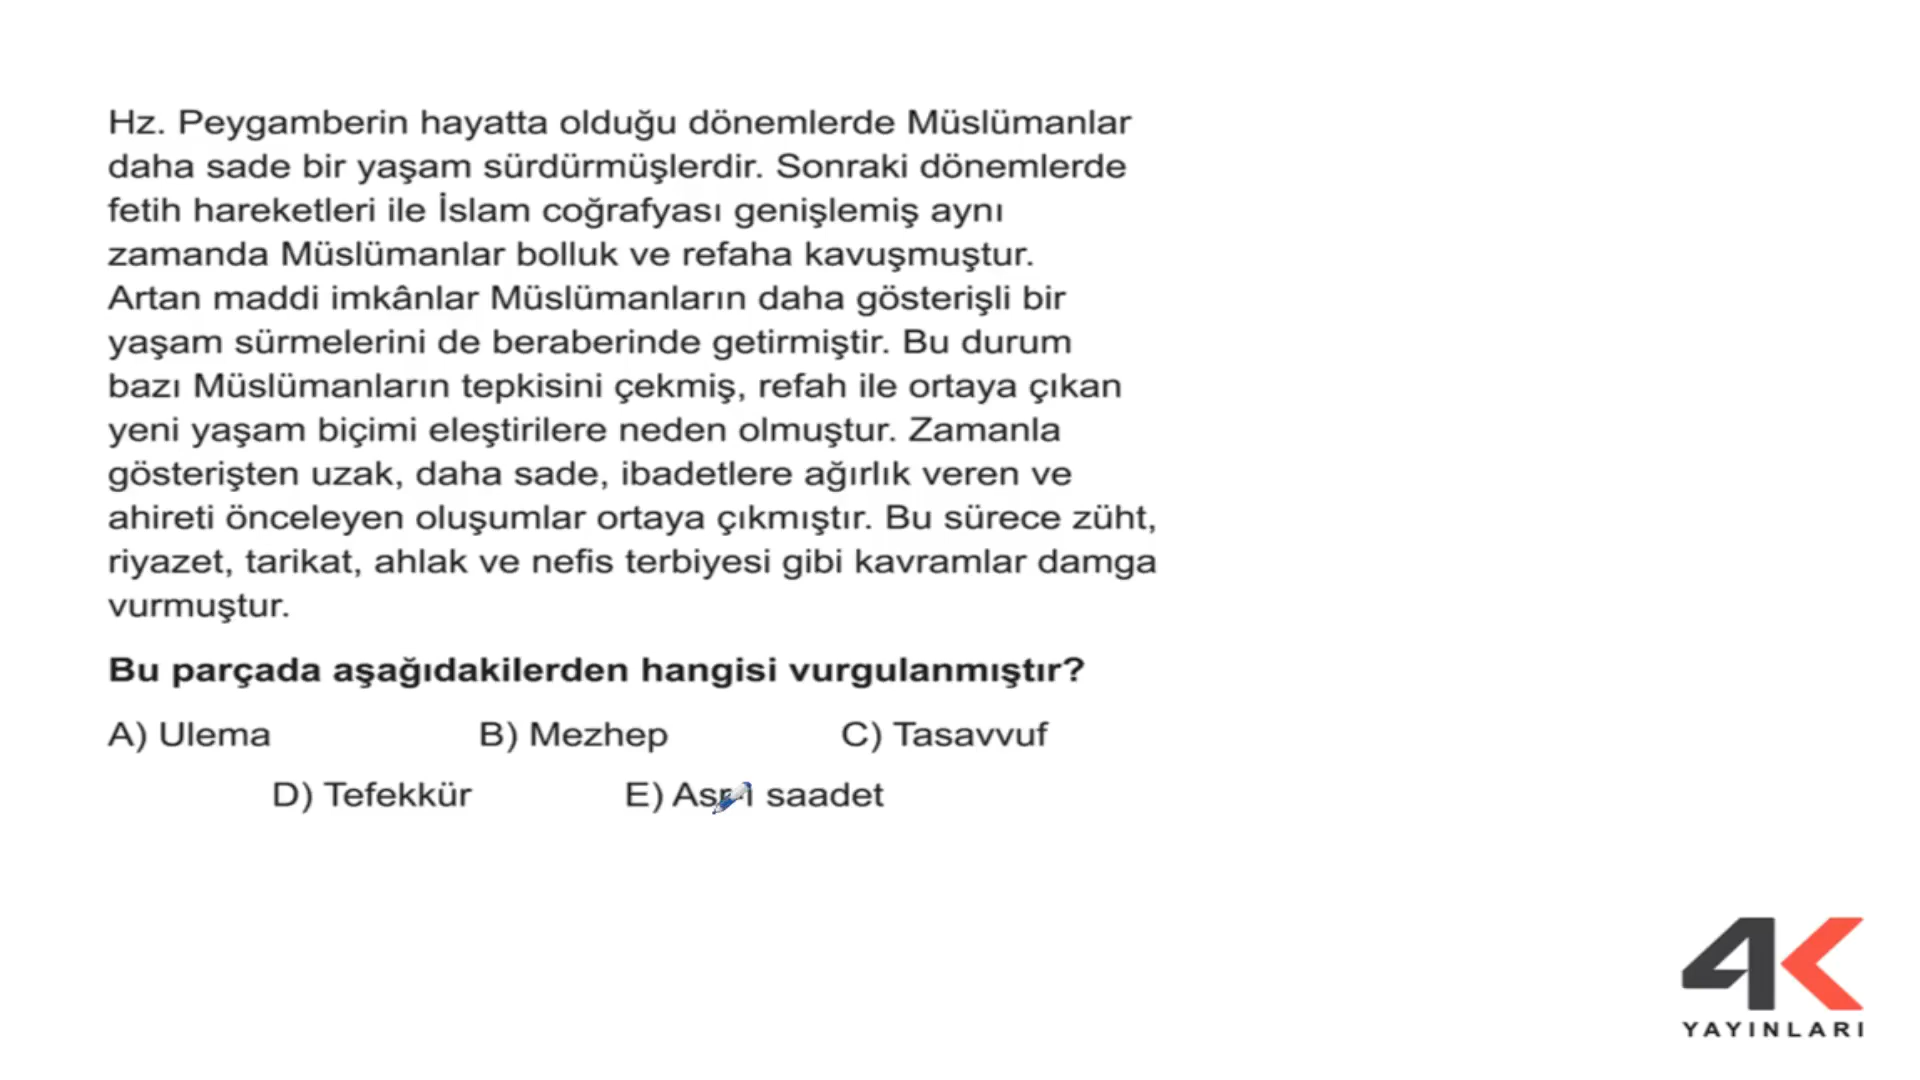 Hz. Peygamberin hayatta olduğu dönemlerde Müslümanlar
daha sade bir yaşam sürdürmüşlerdir. Sonraki dönemlerde
fetih hareketleri ile İslam coğrafyası genişlemiş aynı
zamanda Müslümanlar bolluk ve refaha kavuşmuştur.
Artan maddi imkânlar Müslümanların daha gösterişli bir
yaşam sürmelerini de beraberinde getirmiştir. Bu durum
bazı Müslümanların tepkisini çekmiş, refah ile ortaya çıkan
yeni yaşam biçimi eleştirilere neden olmuştur. Zamanla
gösterişten uzak, daha sade, ibadetlere ağırlık veren ve
ahireti önceleyen oluşumlar ortaya çıkmıştır. Bu sürece züht,
riyazet, tarikat, ahlak ve nefis terbiyesi gibi kavramlar damga
vurmuştur.
Bu parçada aşağıdakilerden hangisi vurgulanmıştır?
A) Ulema B) Mezhep C) Tasavvuf
D) Tefekkür E) Asr-ı saadet
4K
YAYINLARI